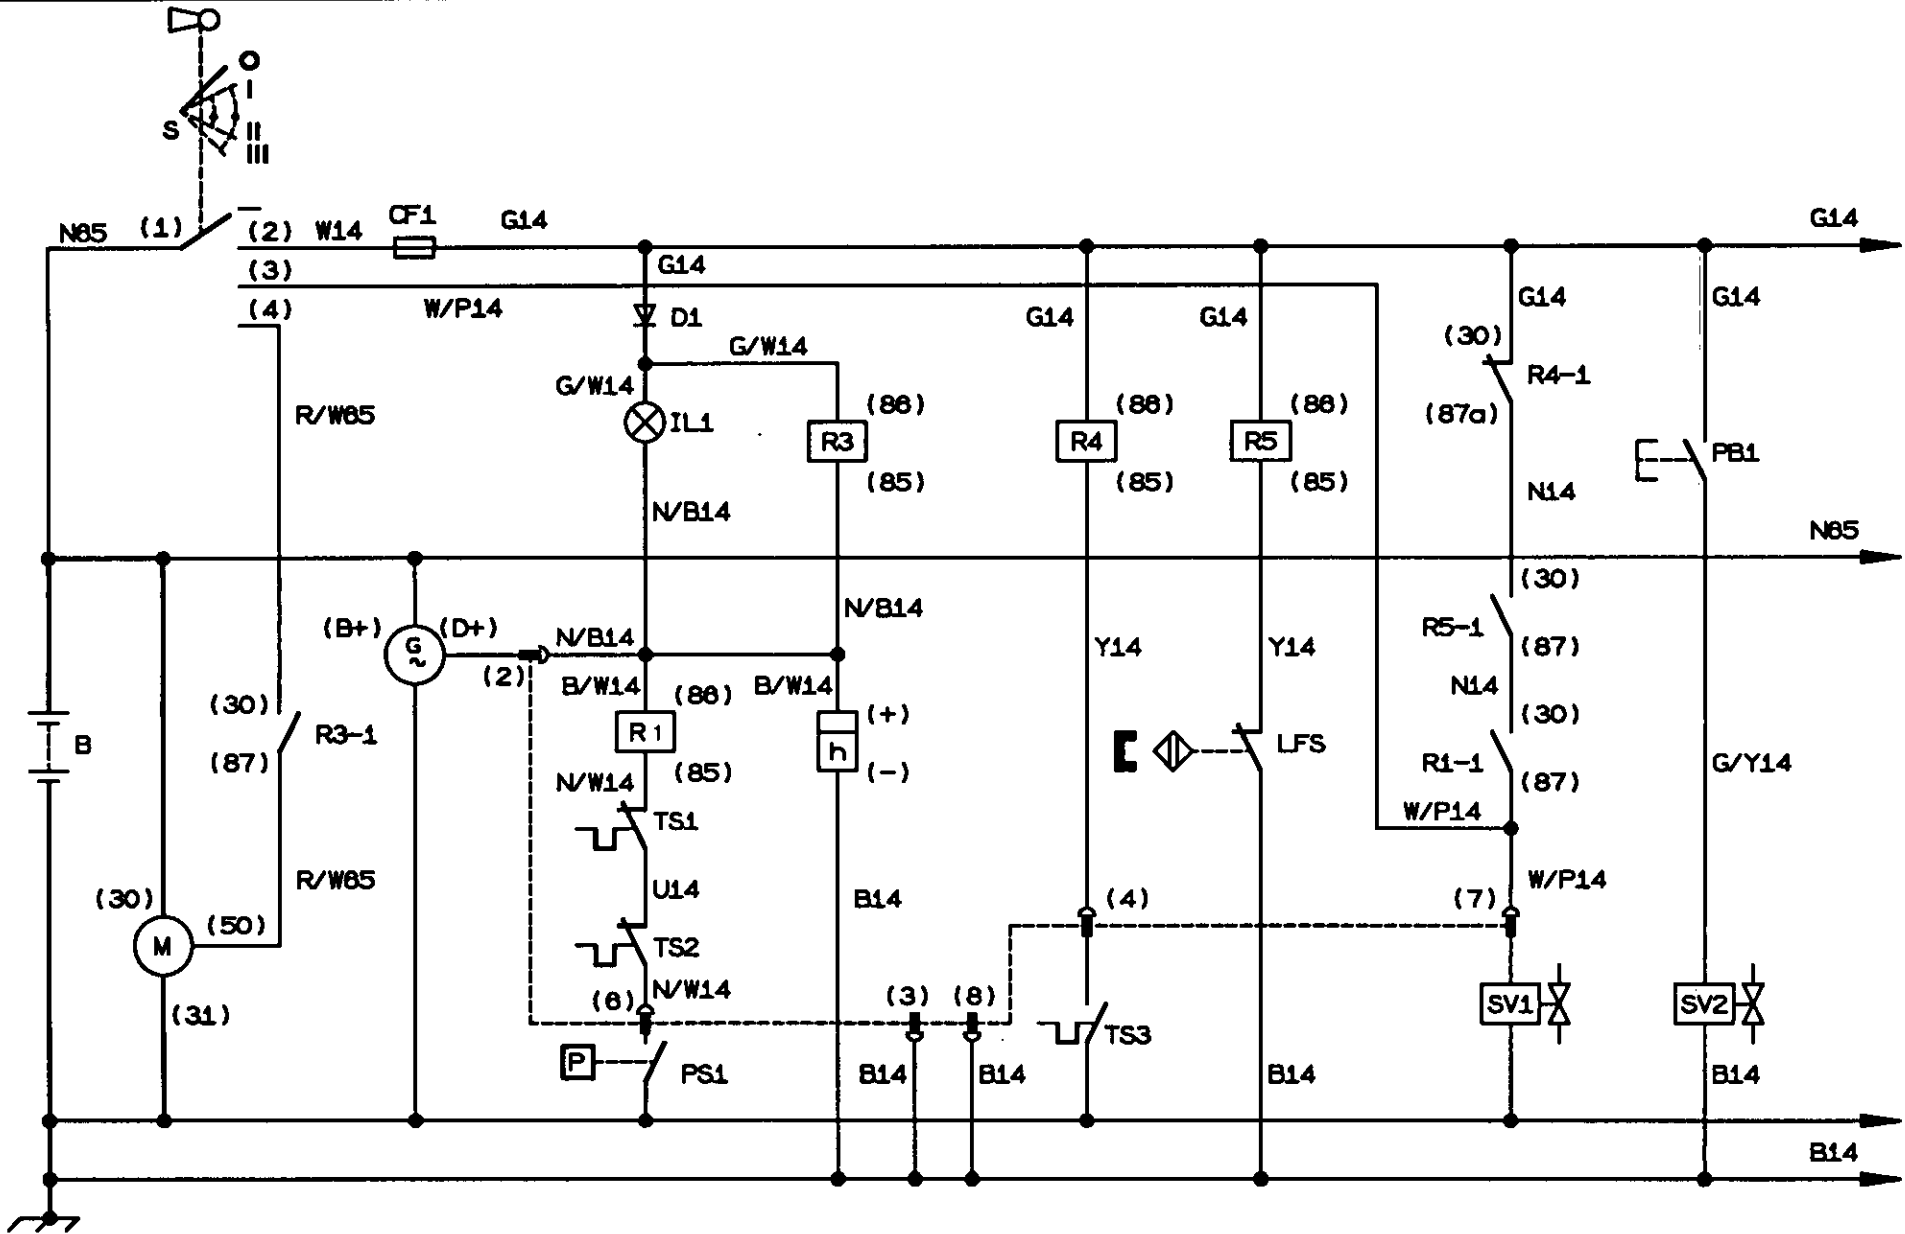 O
I
S
II
III
N65
(1)
(2)
W14
CF1
G14
G14
(3)
G14
(4)
W/P14
D1
G14
G14
G14
G14
(30)
G/W14
R4-1
G/W14
R/W65
IL1
(86)
(86)
(86)
(87a)
R3
R4
R5
PB1
(85)
(85)
(85)
N14
N/B14
N65
(30)
N/B14
(B+)
(D+)
G
~
N/B14
Y14
Y14
R5-1
(87)
(2)
B/W14
(86)
B/W14
N14
(30)
(+)
(30)
R3-1
R1
B
h
LFS
R1-1
G/Y14
(87)
(85)
(-)
(87)
N/W14
W/P14
TS1
R/W65
U14
B14
W/P14
(30)
(4)
(7)
(50)
M
TS2
N/W14
(6)
(3)
(8)
SV1
SV2
(31)
TS3
P
PS1
B14
B14
B14
B14
B14